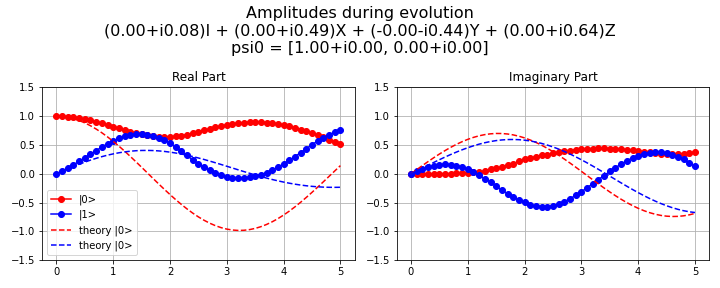 Amplitudes during evolution
(0.00+i0.08)I + (0.00+i0.49)X + (-0.00-i0.44)Y + (0.00+i0.64)Z
psi0 = [1.00+i0.00, 0.00+i0.00]
Real Part
1.5
1.0
0.5
0.0
−0.5
−1.0
−1.5
0 1 2 3 4 5
|0>
|1>
theory |0>
theory |0>
Imaginary Part
1.5
1.0
0.5
0.0
−0.5
−1.0
−1.5
0 1 2 3 4 5